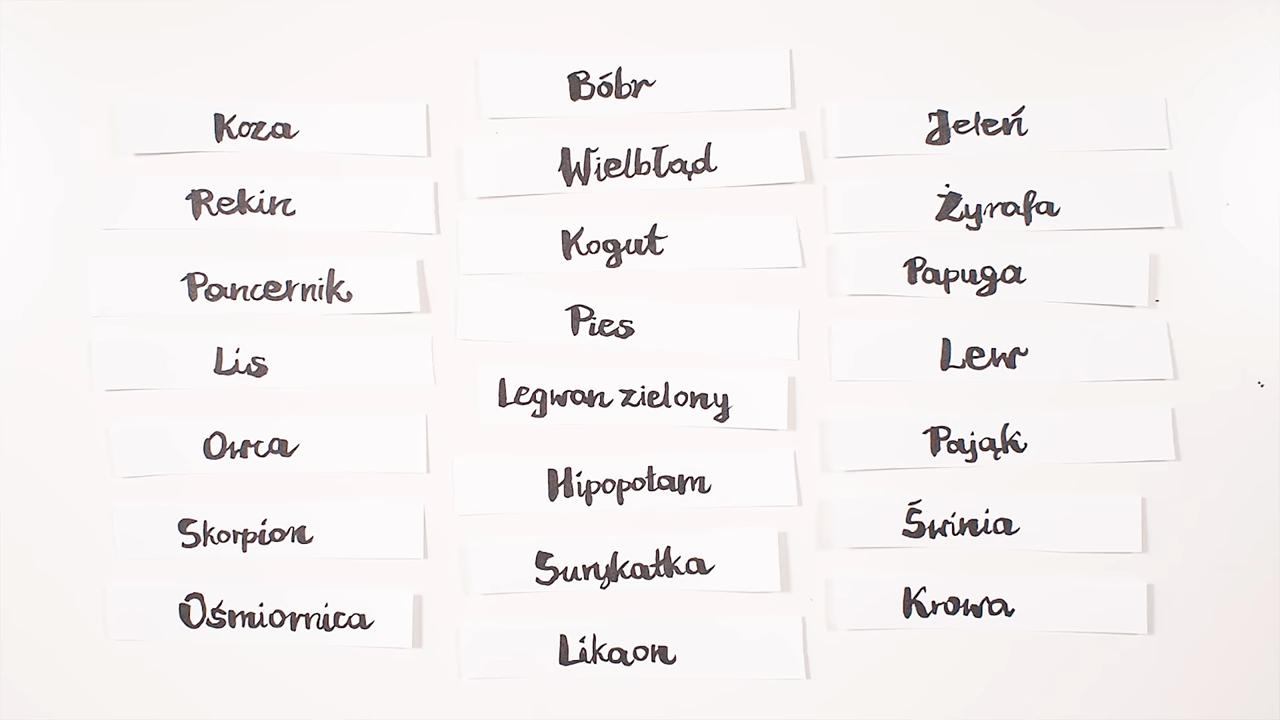 Koza
Rekin
Pancernik
Lis
Owca
Skorpion
Ośmiornica
Bóbr
Wielbłąd
Kogut
Pies
Legwan zielony
Hipopotam
Surykatka
Likaon
Jeleń
Żyrafa
Papuga
Lew
Pająk
Świnia
Krowa